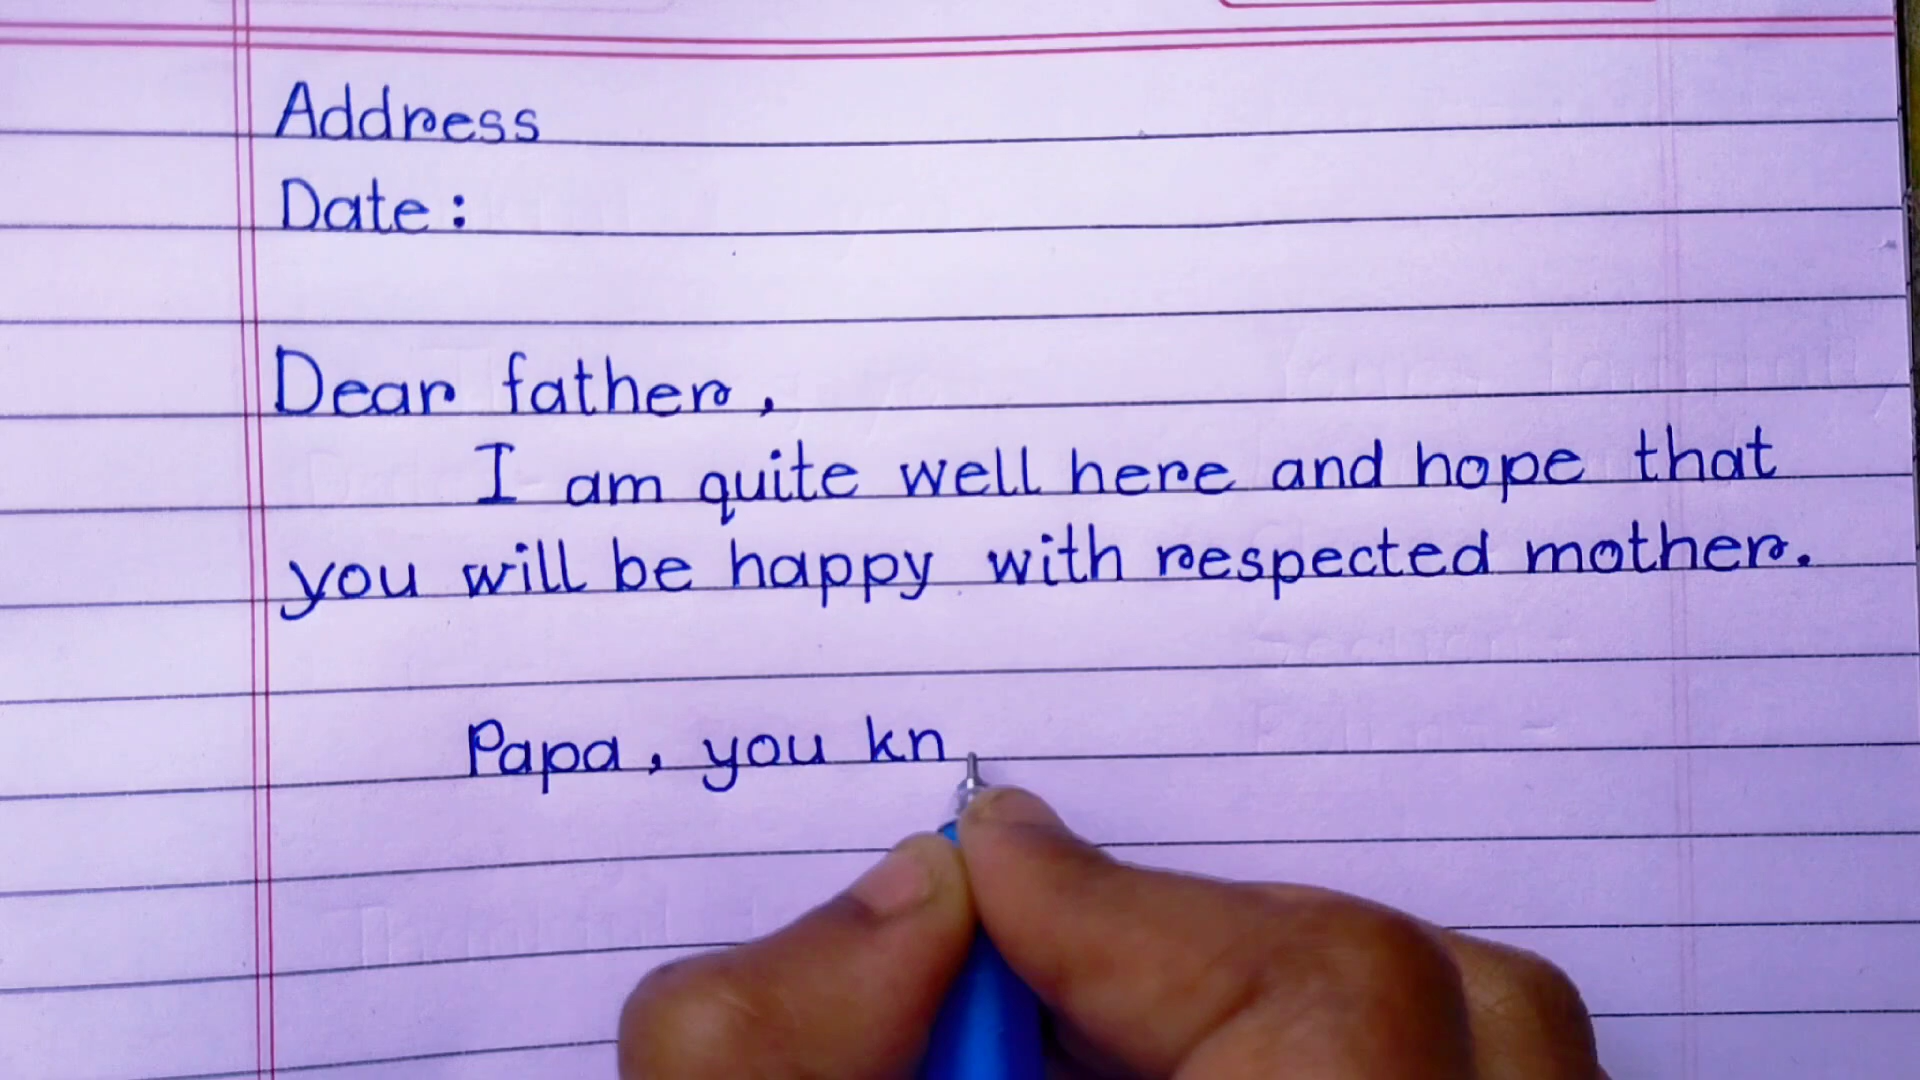 Address
Date :
Dear father,
I am quite well here and hope that
you will be happy with respected mother.
Papa, you kn